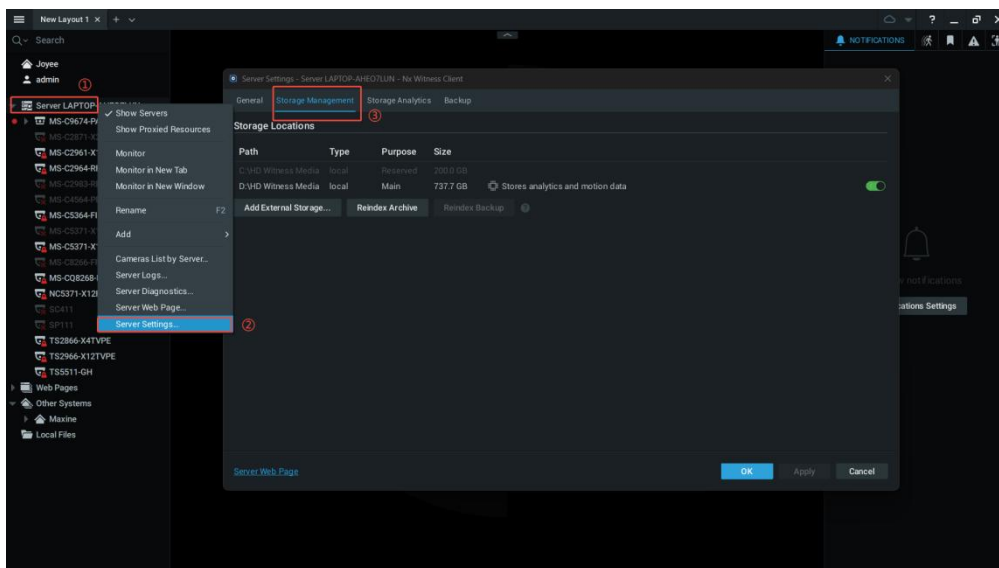 New Layout 1
Search
NOTIFICATIONS
Joyee
admin
①
Server LAPTOP-
MS-C9674-P
MS-C2871-X
MS-C2961-X
MS-C2964-RI
MS-C2983-R
MS-C4564-P
MS-C5364-FI
MS-C5371-X
MS-C5371-X
MS-C8266-F
MS-CQ8268-
NC5371-X12
SC411
SP111
TS2866-X4TVPE
TS2966-X12TVPE
TS5511-GH
Web Pages
Other Systems
Maxine
Local Files
Show Servers
Show Proxied Resources
Monitor
Monitor in New Tab
Monitor in New Window
Rename F2
Add
Cameras List by Server...
Server Logs...
Server Diagnostics...
Server Web Page...
Server Settings...
②
Server Settings - Server LAPTOP-AHEO7LUN - Nx Witness Client
General Storage Management Storage Analytics Backup
③
Storage Locations
Path Type Purpose Size
C:\HD Witness Media local Reserved 200.0 GB
D:\HD Witness Media local Main 737.7 GB Stores analytics and motion data
Add External Storage... Reindex Archive Reindex Backup ?
Server Web Page
OK Apply Cancel
notifications
cations Settings